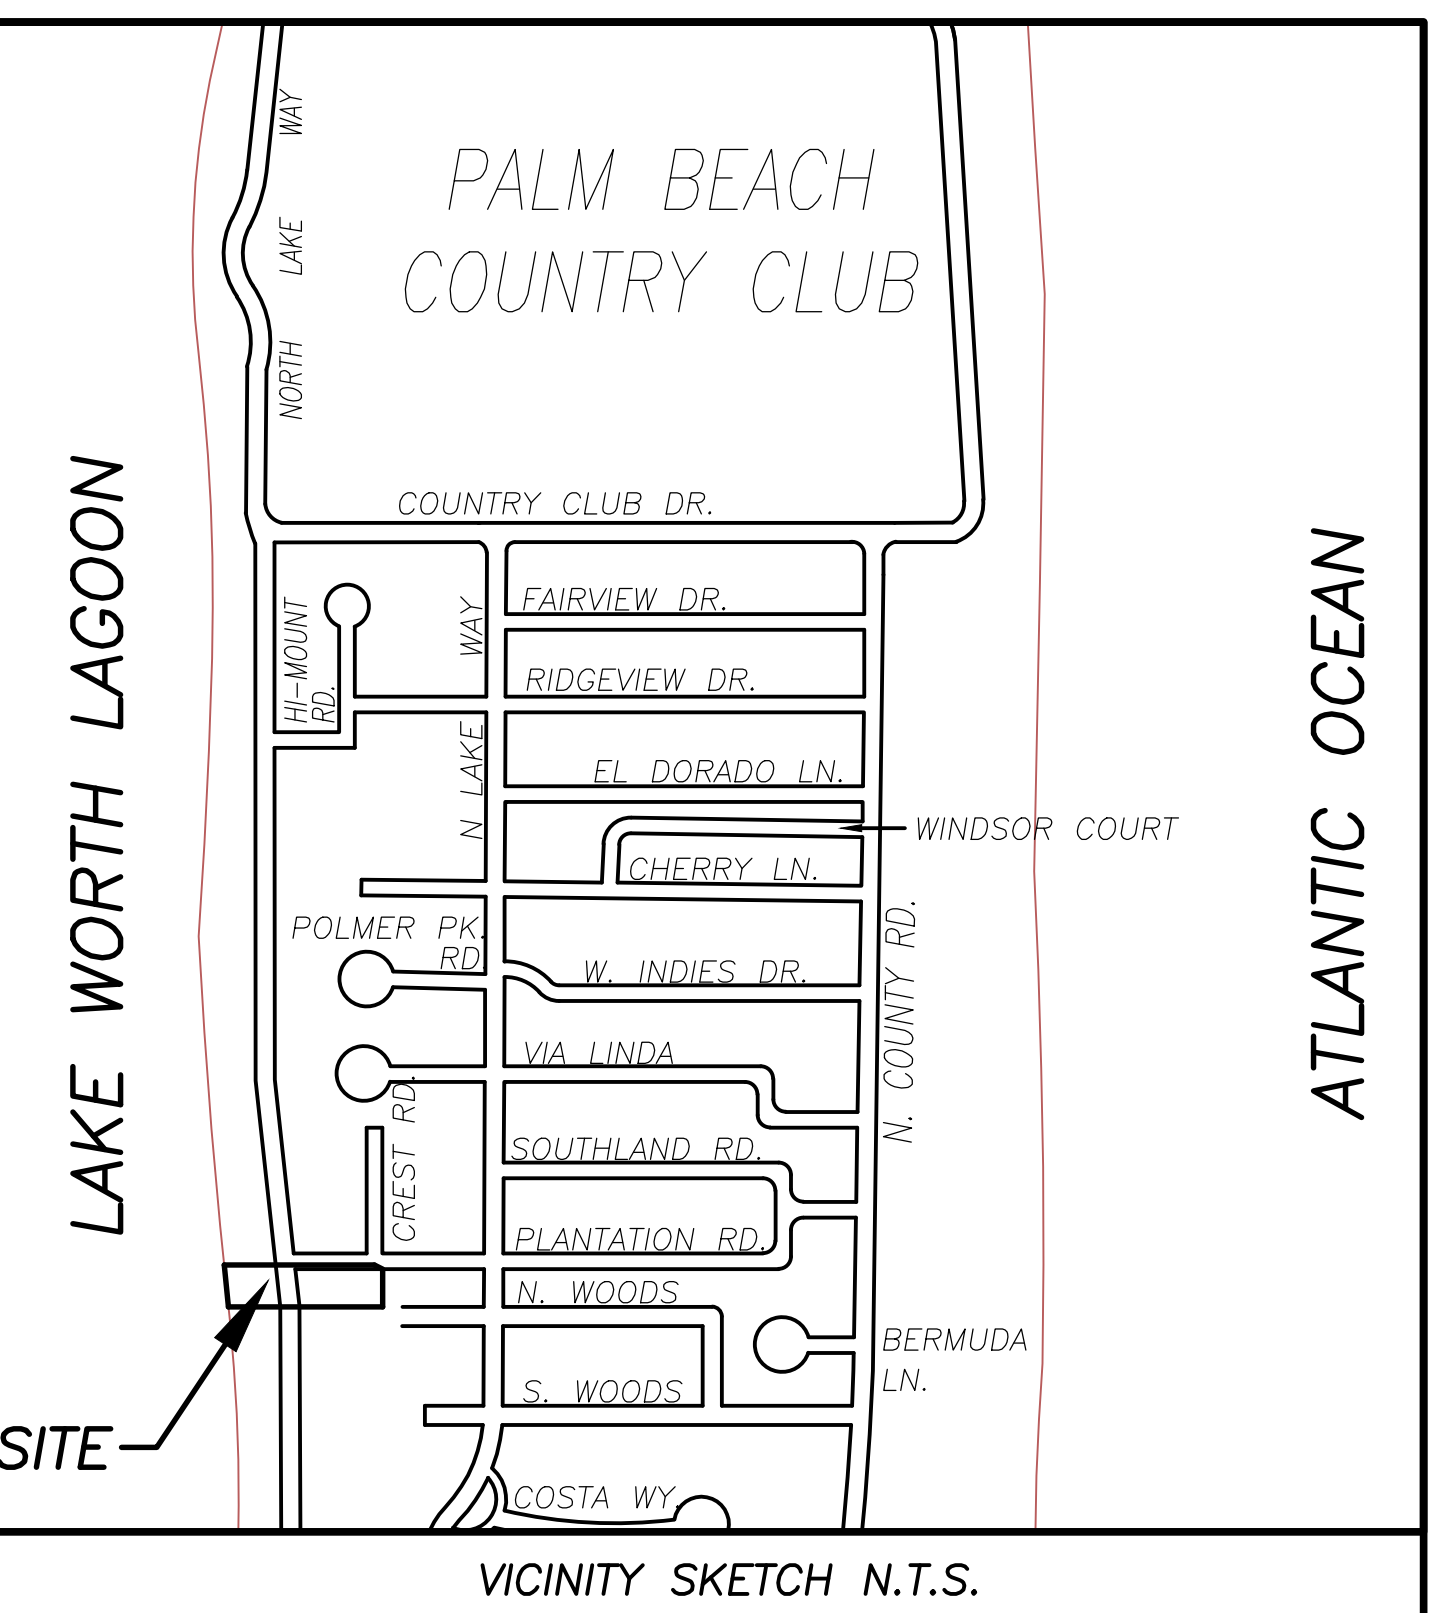 PALM BEACH
COUNTRY CLUB
NORTH LAKE WAY
COUNTRY CLUB DR.
LAKE WORTH LAGOON
ATLANTIC OCEAN
HI-MOUNT
RD.
N LAKE WAY
FAIRVIEW DR.
RIDGEVIEW DR.
EL DORADO LN.
WINDSOR COURT
CHERRY LN.
POLMER PK.
RD.
W. INDIES DR.
N. COUNTY RD.
VIA LINDA
CREST RD.
SOUTHLAND RD.
PLANTATION RD.
N. WOODS
BERMUDA
LN.
S. WOODS
SITE
COSTA WY.
VICINITY SKETCH N.T.S.